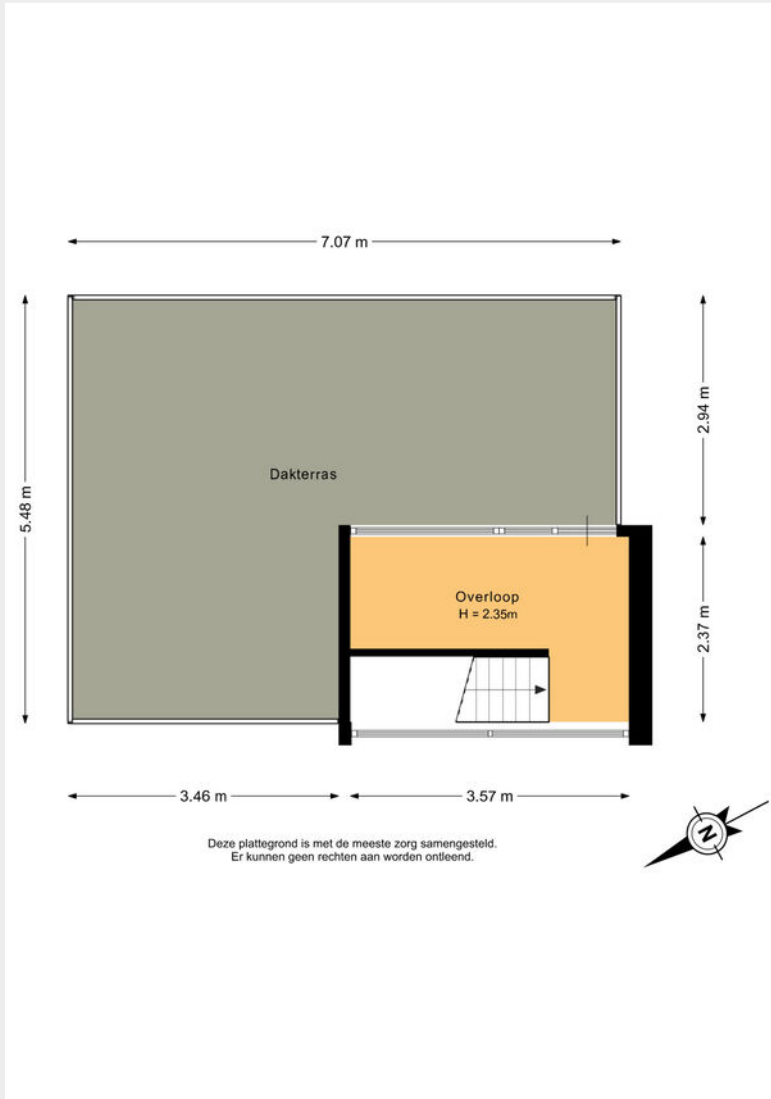 7.07 m
5.48 m
2.94 m
Dakterras
Overloop
H = 2.35m
2.37 m
3.46 m
3.57 m
Deze plattegrond is met de meeste zorg samengesteld.
Er kunnen geen rechten aan worden ontleend.
N